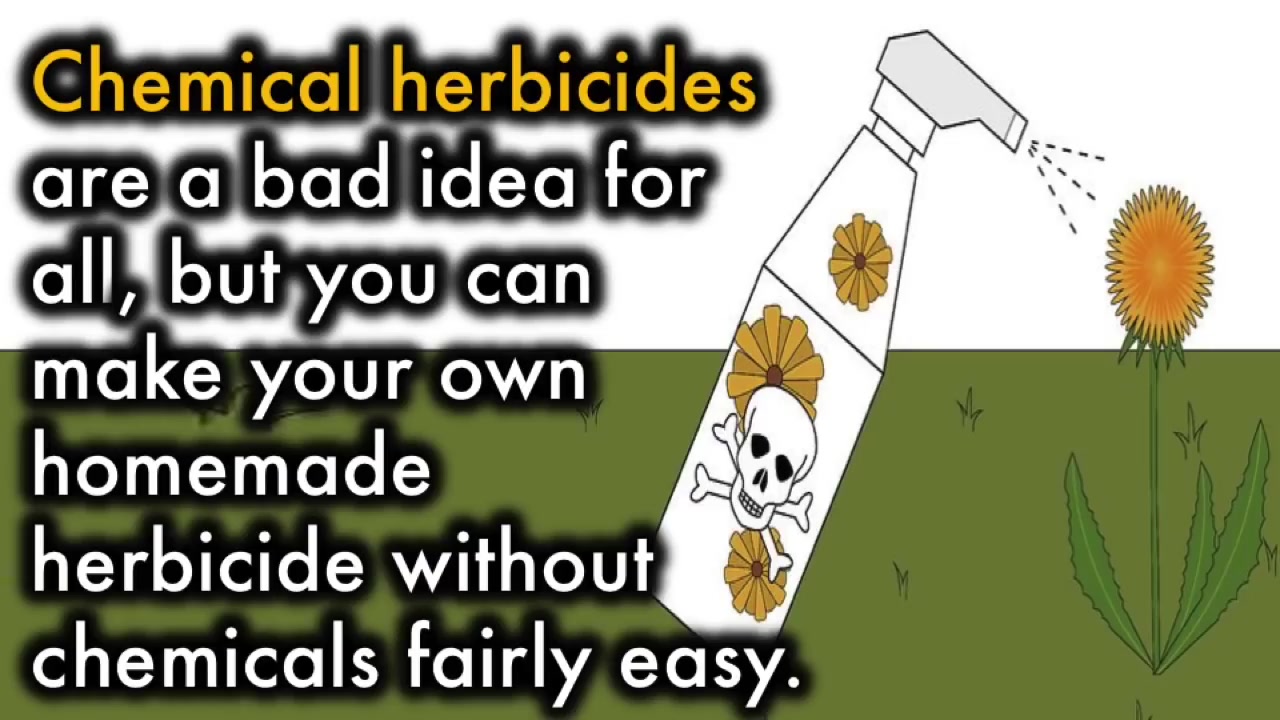 Chemical herbicides
are a bad idea for
all, but you can
make your own
homemade
herbicide without
chemicals fairly easy.